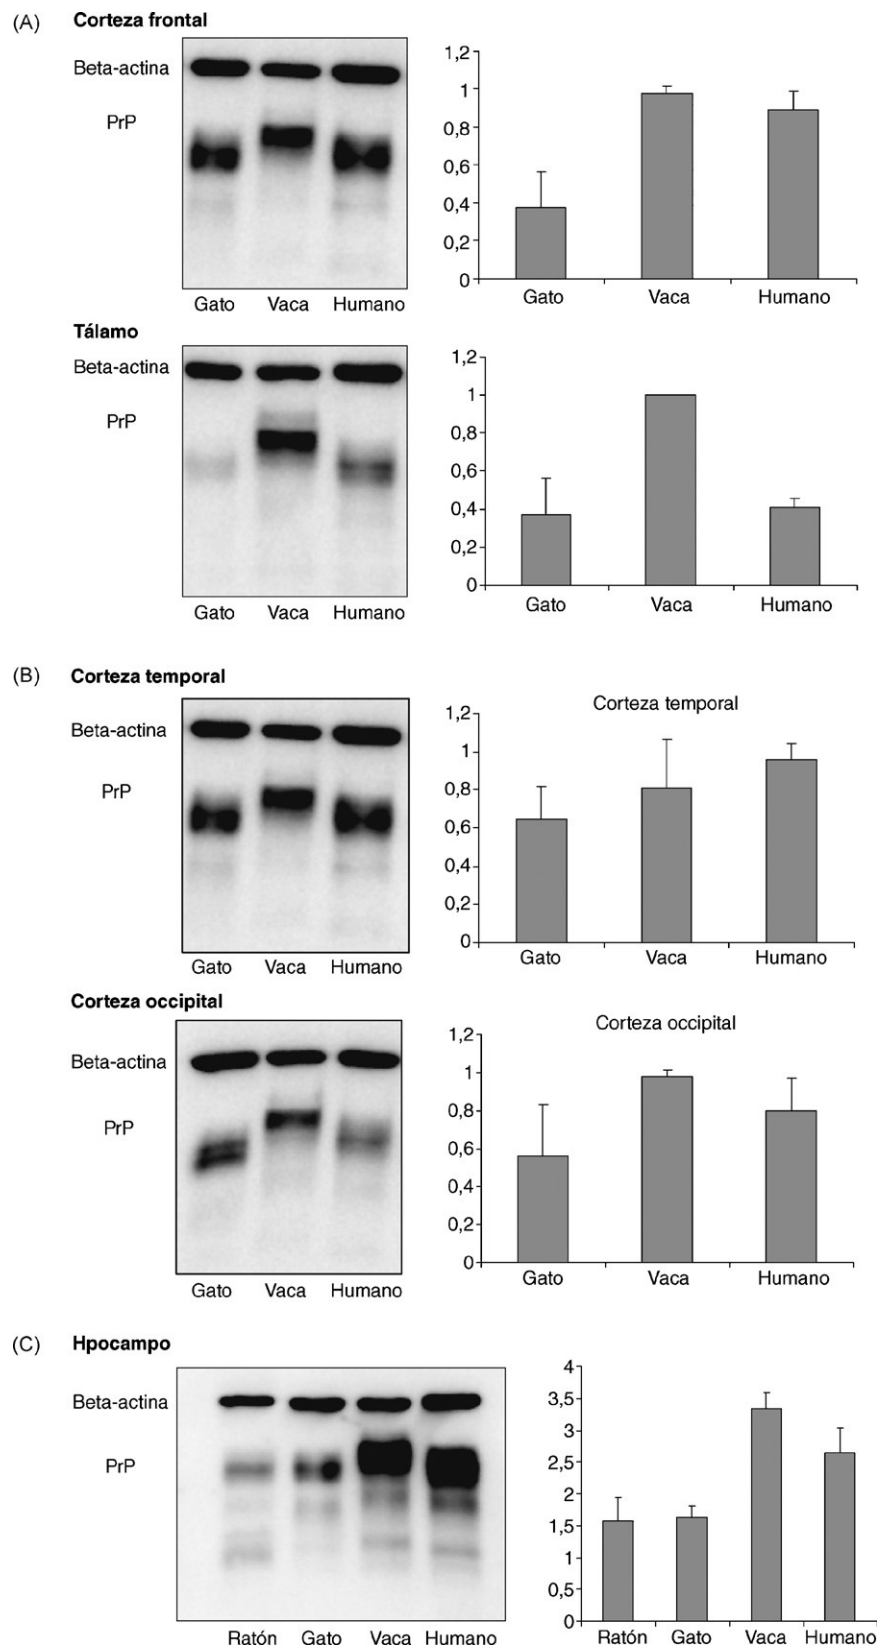 (A) Corteza frontal
Beta-actina
PrP
Gato Vaca Humano
1,2
1
0,8
0,6
0,4
0,2
0
Gato Vaca Humano
Tálamo
Beta-actina
PrP
Gato Vaca Humano
1,2
1
0,8
0,6
0,4
0,2
0
Gato Vaca Humano
(B) Corteza temporal
Beta-actina
PrP
Gato Vaca Humano
Corteza temporal
1,2
1
0,8
0,6
0,4
0,2
0
Gato Vaca Humano
Corteza occipital
Beta-actina
PrP
Gato Vaca Humano
Corteza occipital
1,2
1
0,8
0,6
0,4
0,2
0
Gato Vaca Humano
(C) Hpocampo
Beta-actina
PrP
Ratón Gato Vaca Humano
4
3,5
3
2,5
2
1,5
1
0,5
0
Ratón Gato Vaca Humano